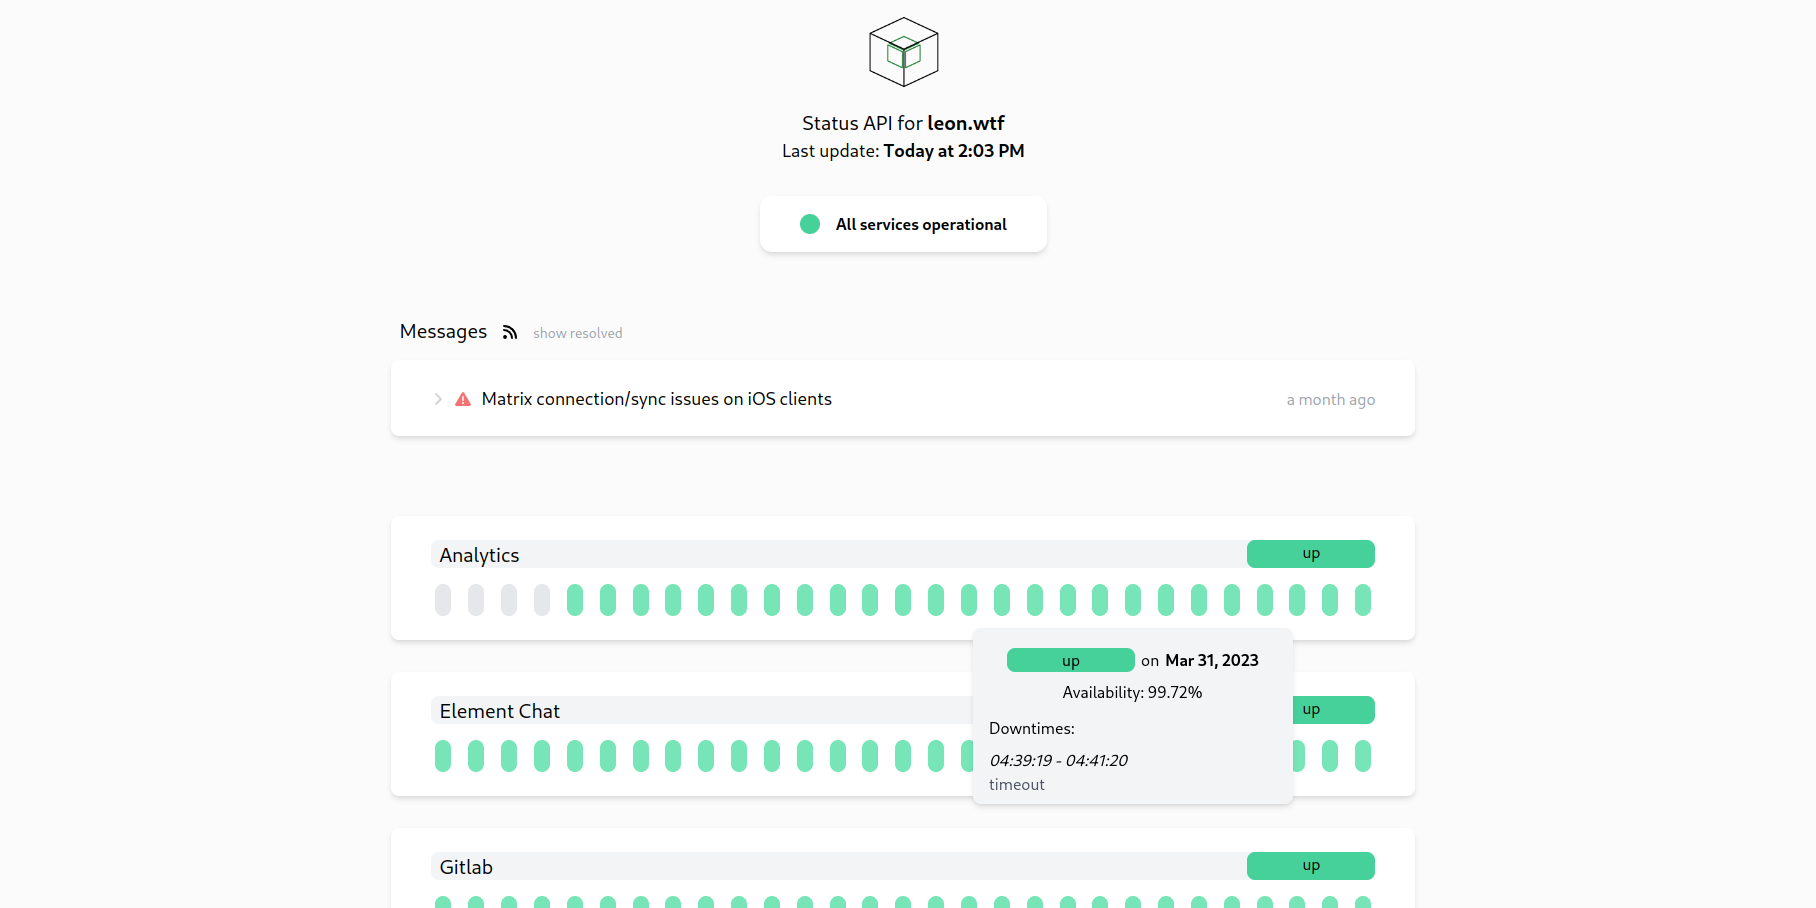 Status API for leon.wtf
Last update: Today at 2:03 PM
All services operational
Messages show resolved
Matrix connection/sync issues on iOS clients a month ago
Analytics up
up on Mar 31, 2023
Availability: 99.72%
Downtimes:
04:39:19 - 04:41:20
timeout
Element Chat up
Gitlab up